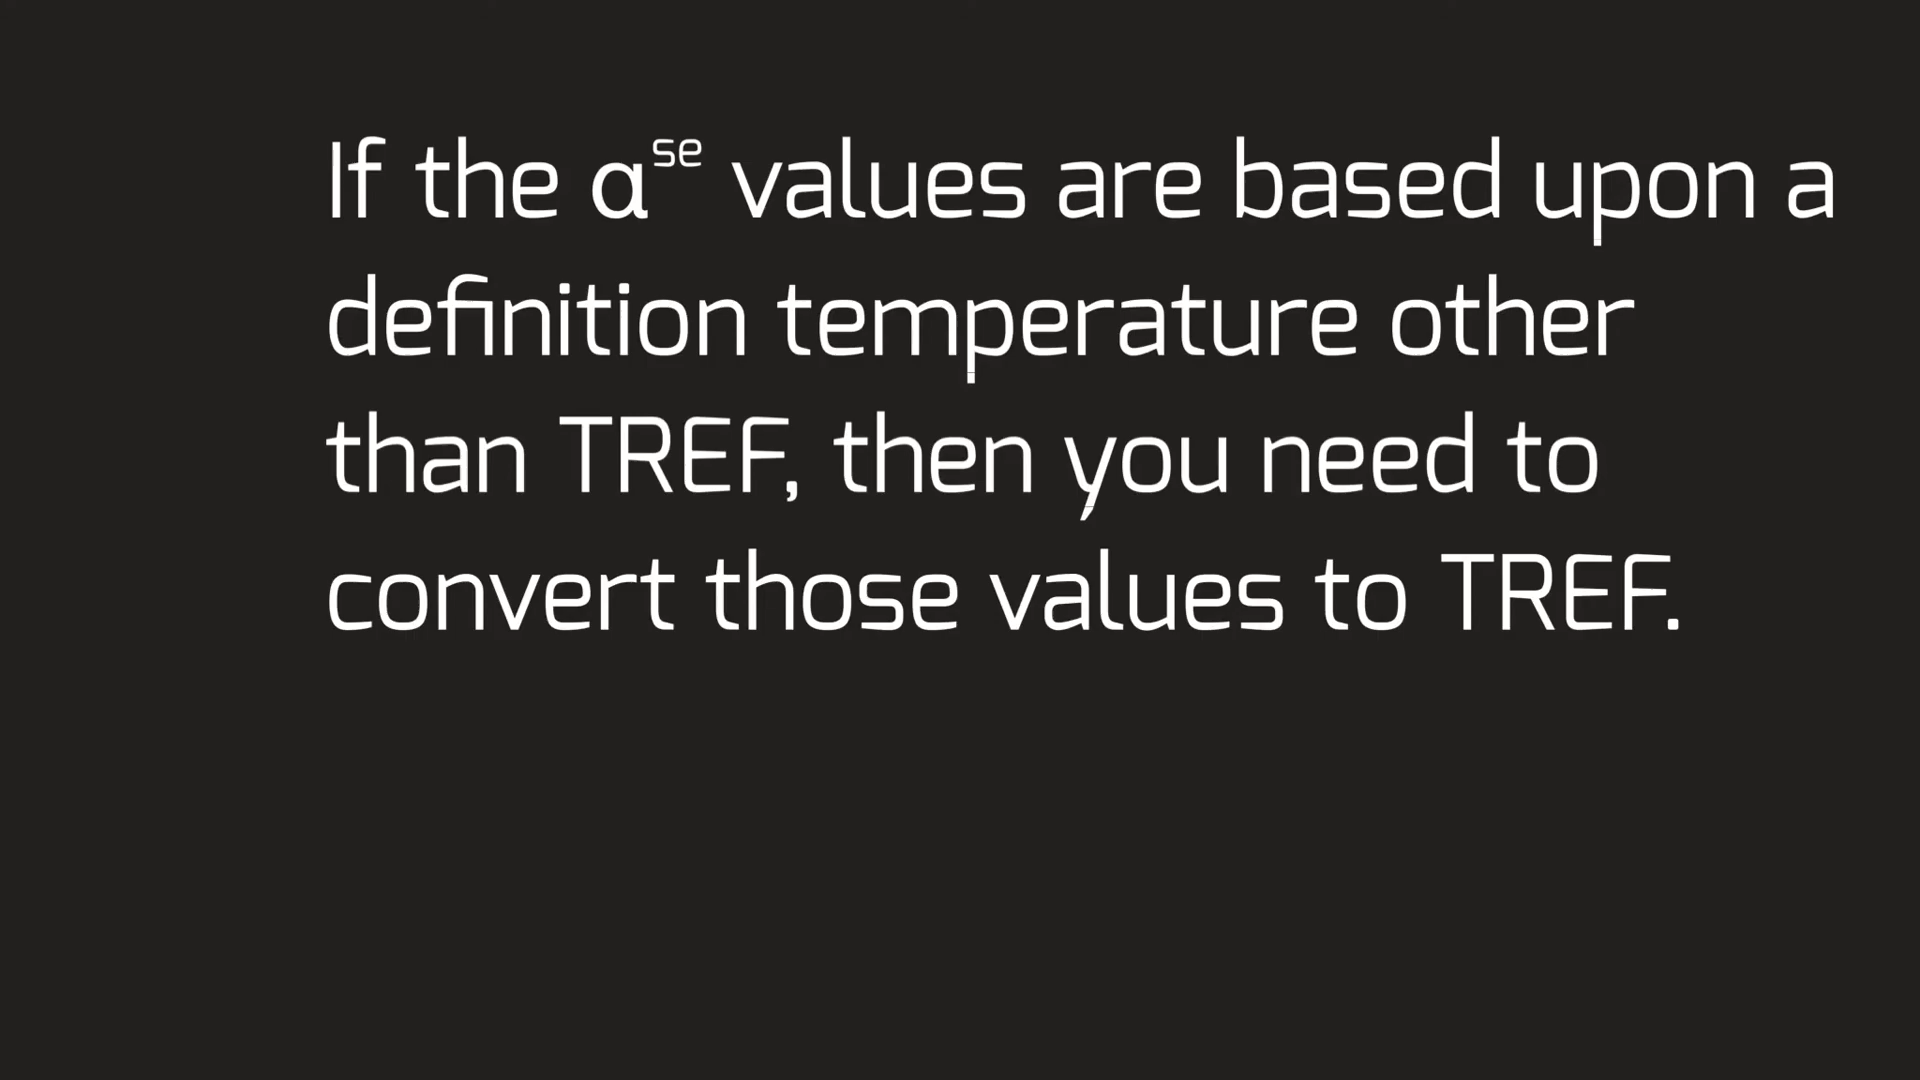 If the αˢᵉ values are based upon a
definition temperature other
than TREF, then you need to
convert those values to TREF.